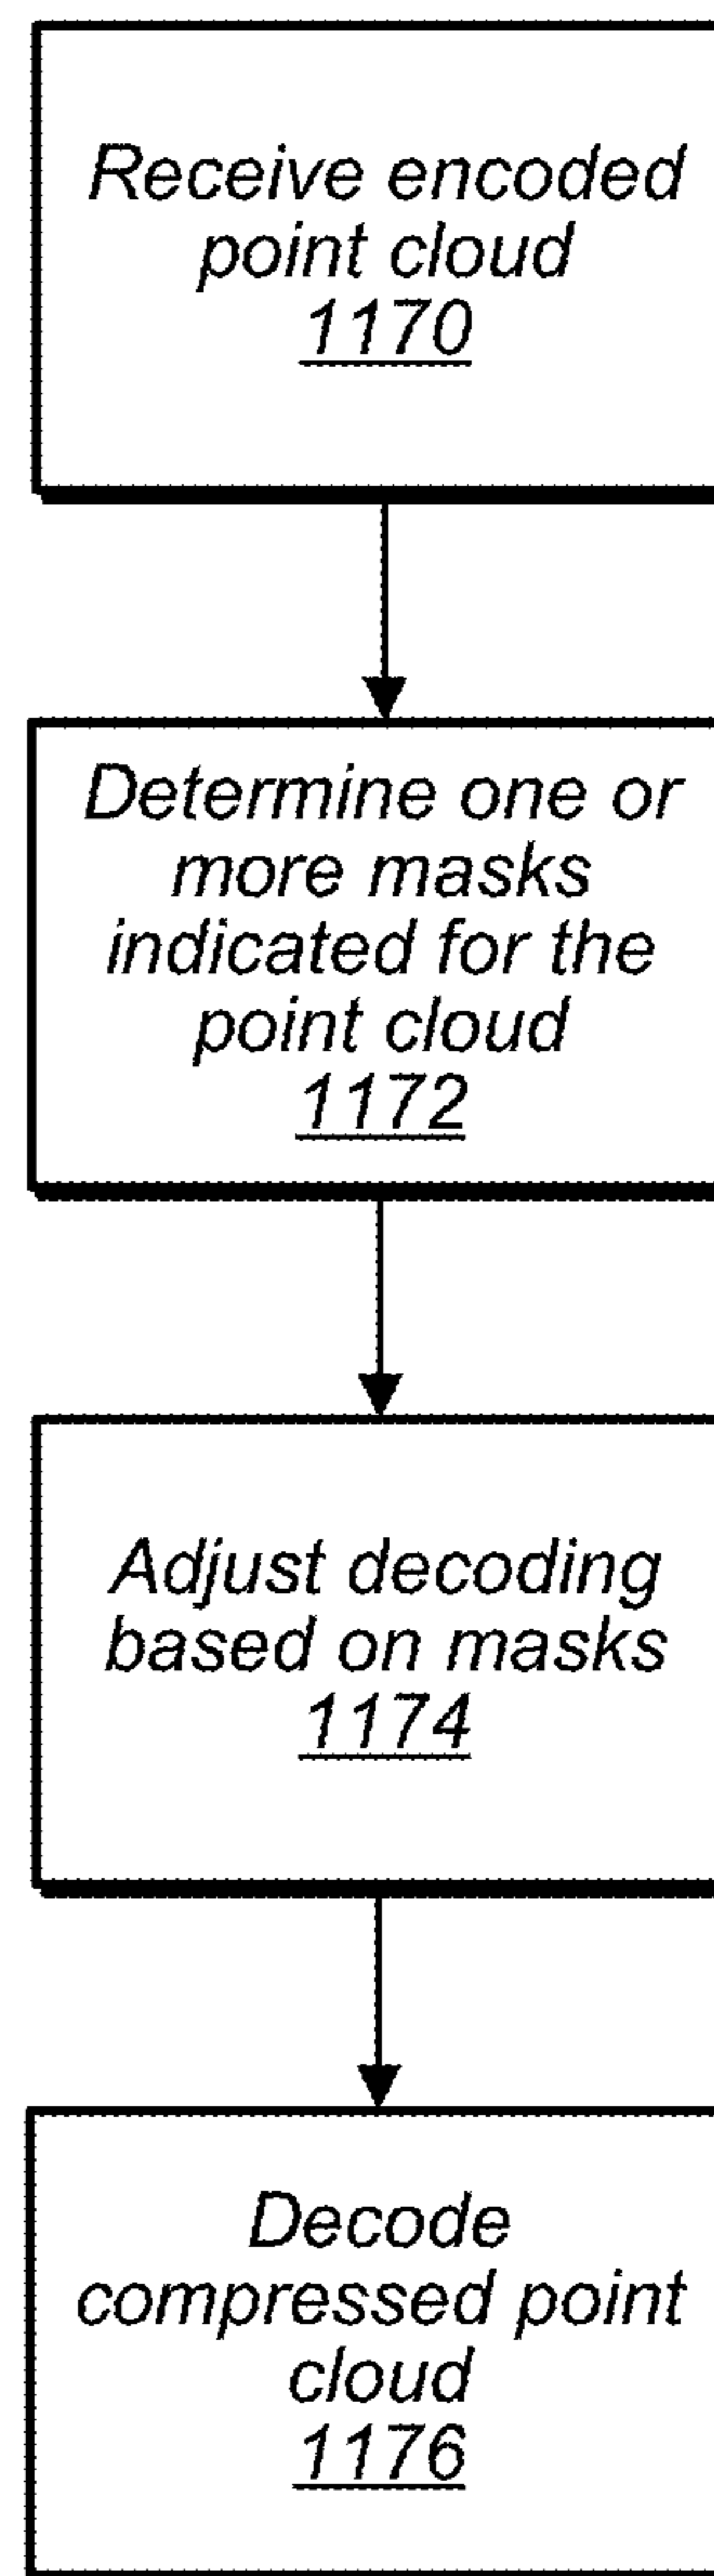 Receive encoded
point cloud
1170
Determine one or
more masks
indicated for the
point cloud
1172
Adjust decoding
based on masks
1174
Decode
compressed point
cloud
1176